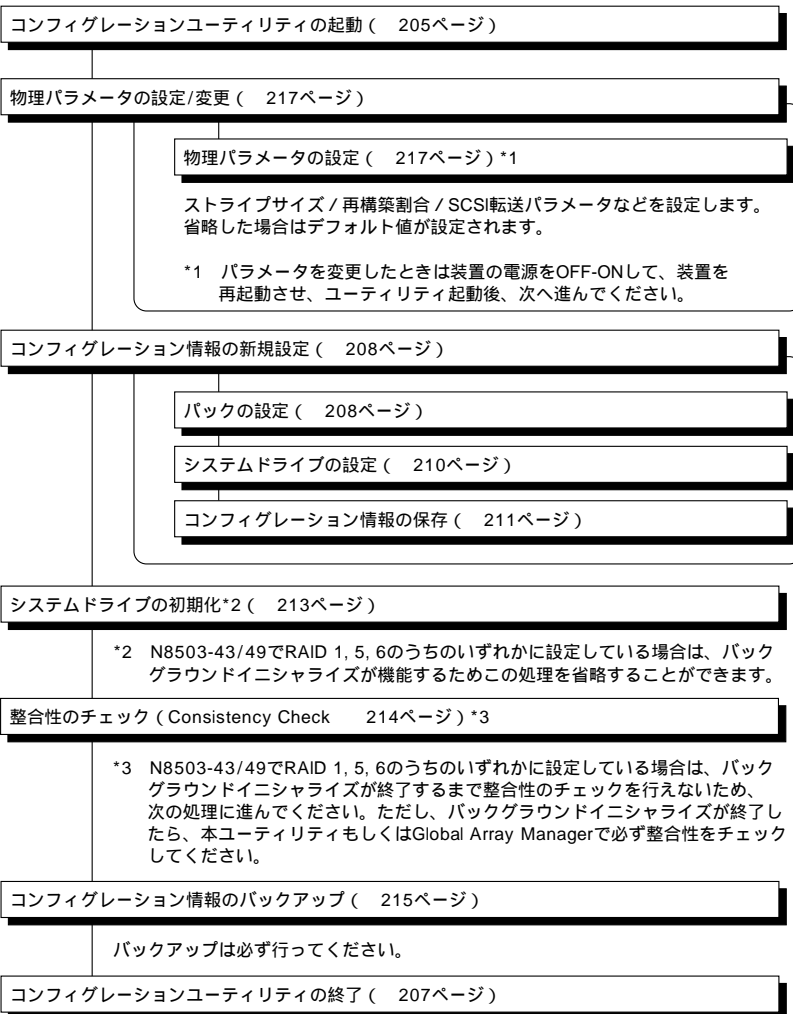 コンフィグレーションユーティリティの起動（　205ページ）
物理パラメータの設定/変更（　217ページ）
物理パラメータの設定（　217ページ）*1
ストライプサイズ / 再構築割合 / SCSI転送パラメータなどを設定します。
省略した場合はデフォルト値が設定されます。
*1　パラメータを変更したときは装置の電源をOFF-ONして、装置を
再起動させ、ユーティリティ起動後、次へ進んでください。
コンフィグレーション情報の新規設定（　208ページ）
パックの設定（　208ページ）
システムドライブの設定（　210ページ）
コンフィグレーション情報の保存（　211ページ）
システムドライブの初期化*2（　213ページ）
*2　N8503-43/49でRAID 1, 5, 6のうちのいずれかに設定している場合は、バック
グラウンドイニシャライズが機能するためこの処理を省略することができます。
整合性のチェック（Consistency Check　　214ページ）*3
*3　N8503-43/49でRAID 1, 5, 6のうちのいずれかに設定している場合は、バック
グラウンドイニシャライズが終了するまで整合性のチェックを行えないため、
次の処理に進んでください。ただし、バックグラウンドイニシャライズが終了し
たら、本ユーティリティもしくはGlobal Array Managerで必ず整合性をチェック
してください。
コンフィグレーション情報のバックアップ（　215ページ）
バックアップは必ず行ってください。
コンフィグレーションユーティリティの終了（　207ページ）